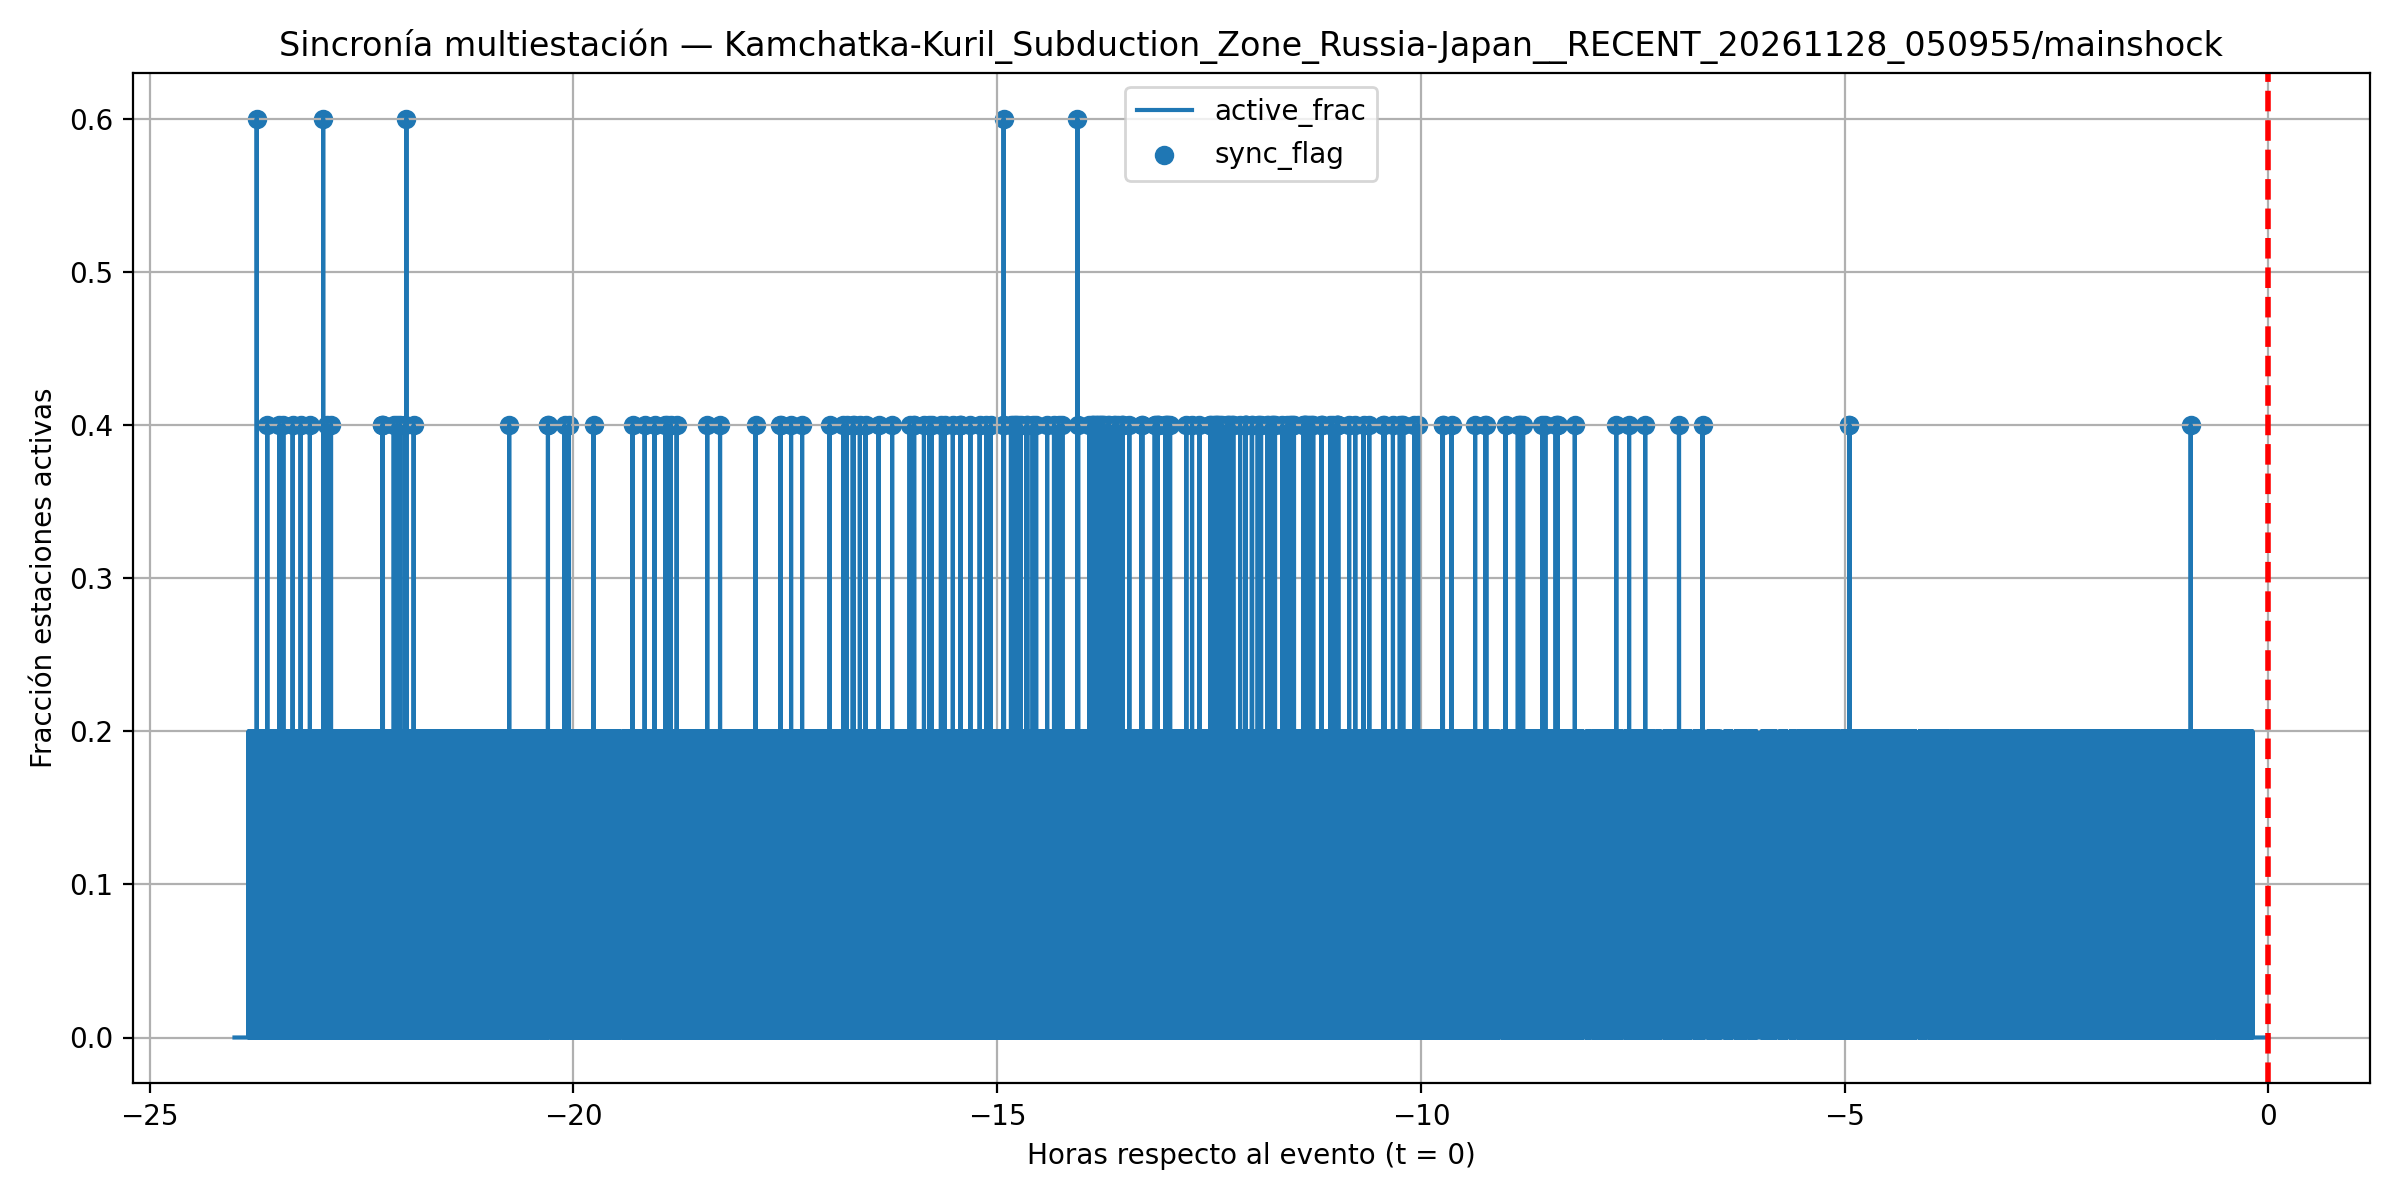 Sincronía multiestación — Kamchatka-Kuril_Subduction_Zone_Russia-Japan__RECENT_20261128_050955/mainshock
active_frac
sync_flag
Fracción estaciones activas
0.6
0.5
0.4
0.3
0.2
0.1
0.0
−25
−20
−15
−10
−5
0
Horas respecto al evento (t = 0)